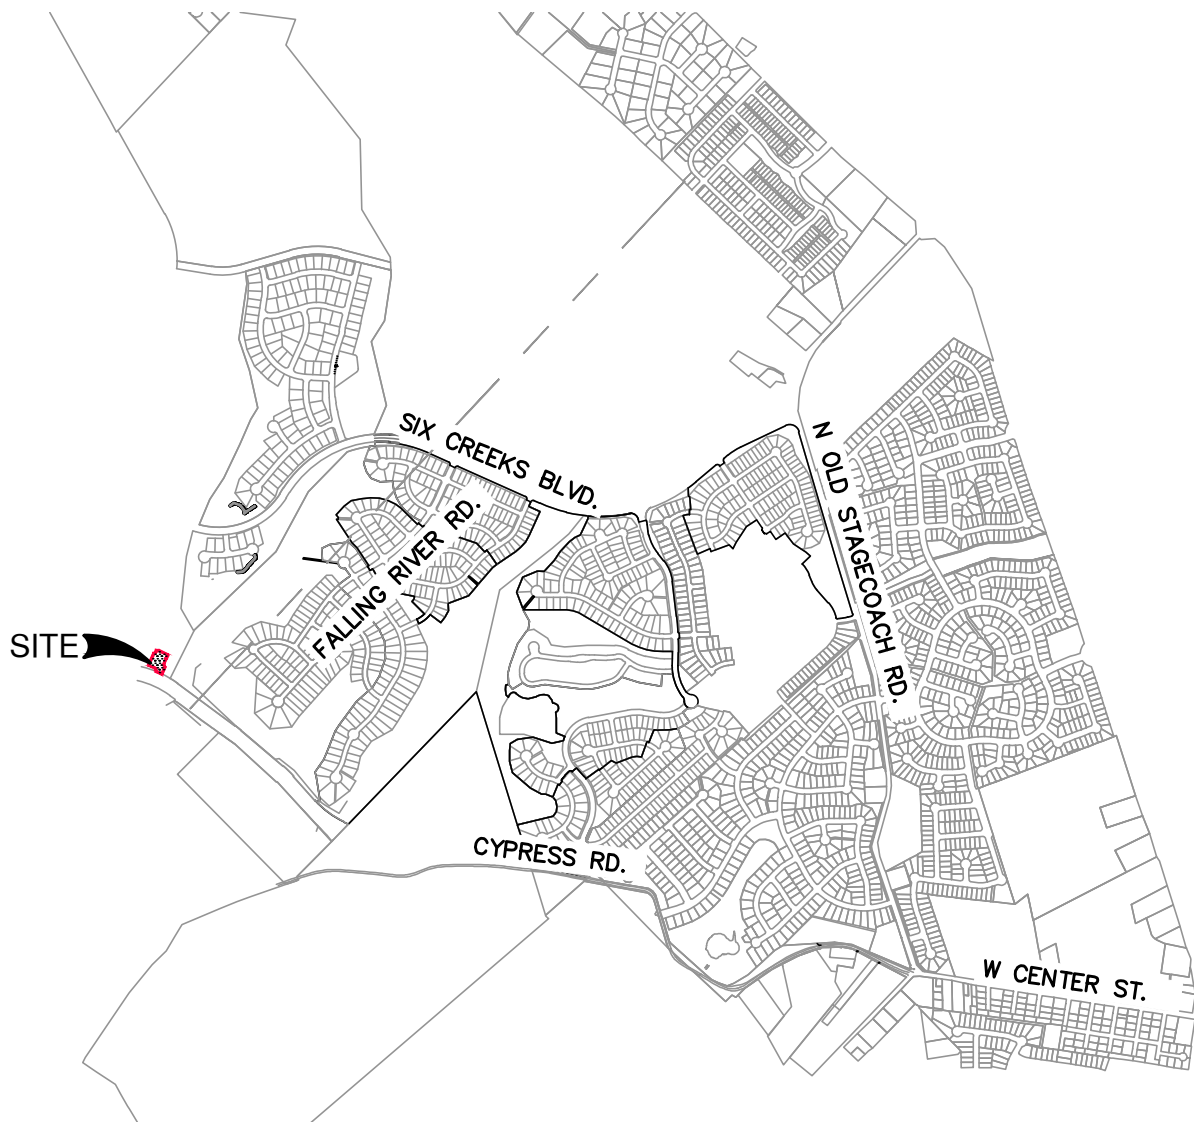 SIX CREEKS BLVD.
N OLD STAGECOACH RD.
FALLING RIVER RD.
SITE
CYPRESS RD.
W CENTER ST.